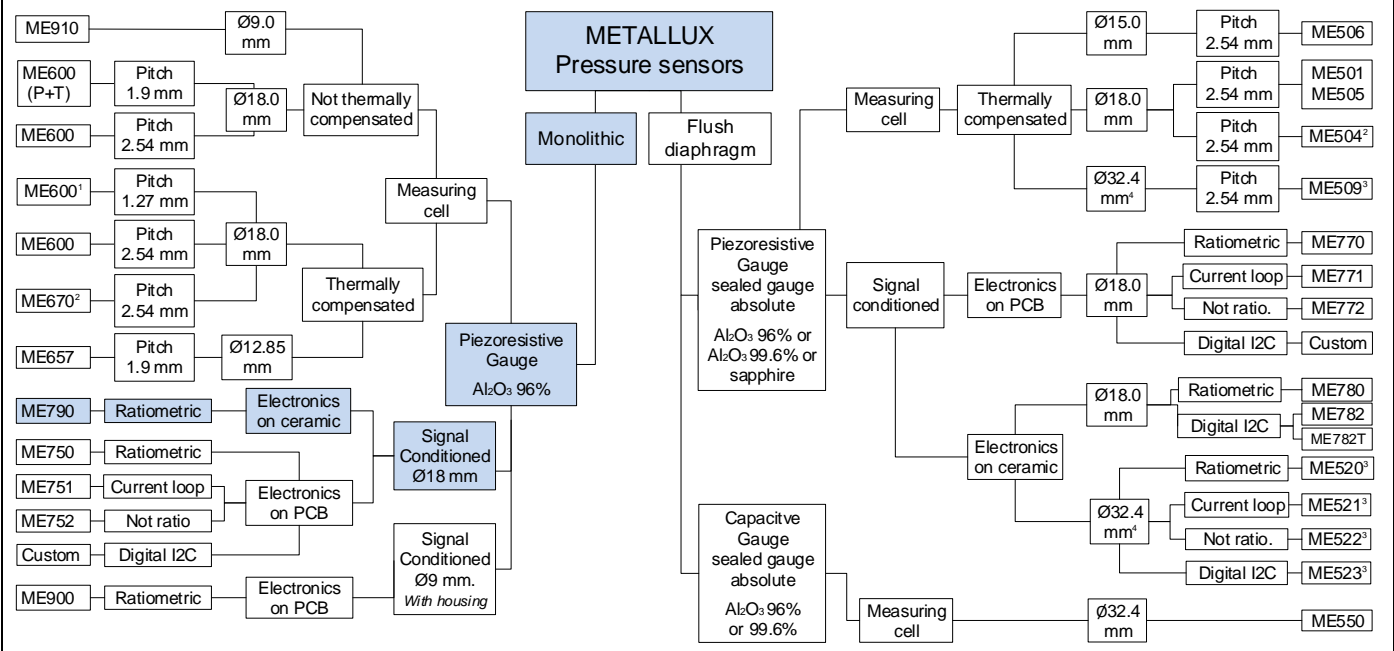 METALLUX
Pressure sensors
Monolithic
Flush
diaphragm
ME910
Ø9.0
mm
ME600
(P+T)
Pitch
1.9 mm
Ø18.0
mm
Not thermally
compensated
ME600
Pitch
2.54 mm
ME600¹
Pitch
1.27 mm
Measuring
cell
ME600
Pitch
2.54 mm
Ø18.0
mm
ME670²
Pitch
2.54 mm
Thermally
compensated
ME657
Pitch
1.9 mm
Ø12.85
mm
Piezoresistive
Gauge
Al₂O₃ 96%
ME790
Ratiometric
Electronics
on ceramic
Signal
Conditioned
Ø18 mm
ME750
Ratiometric
ME751
Current loop
Electronics
on PCB
ME752
Not ratio
Custom
Digital I2C
Signal
Conditioned
Ø9 mm.
With housing
ME900
Ratiometric
Electronics
on PCB
Measuring
cell
Thermally
compensated
Ø15.0
mm
Pitch
2.54 mm
ME506
Ø18.0
mm
Pitch
2.54 mm
ME501
ME505
Pitch
2.54 mm
ME504²
Ø32.4
mm⁴
Pitch
2.54 mm
ME509³
Piezoresistive
Gauge
sealed gauge
absolute
Al₂O₃ 96% or
Al₂O₃ 99.6% or
sapphire
Signal
conditioned
Electronics
on PCB
Ø18.0
mm
Ratiometric
ME770
Current loop
ME771
Not ratio.
ME772
Digital I2C
Custom
Electronics
on ceramic
Ø18.0
mm
Ratiometric
ME780
Digital I2C
ME782
ME782T
Ø32.4
mm⁴
Ratiometric
ME520³
Current loop
ME521³
Not ratio.
ME522³
Digital I2C
ME523³
Capacitve
Gauge
sealed gauge
absolute
Al₂O₃ 96%
or 99.6%
Measuring
cell
Ø32.4
mm
ME550